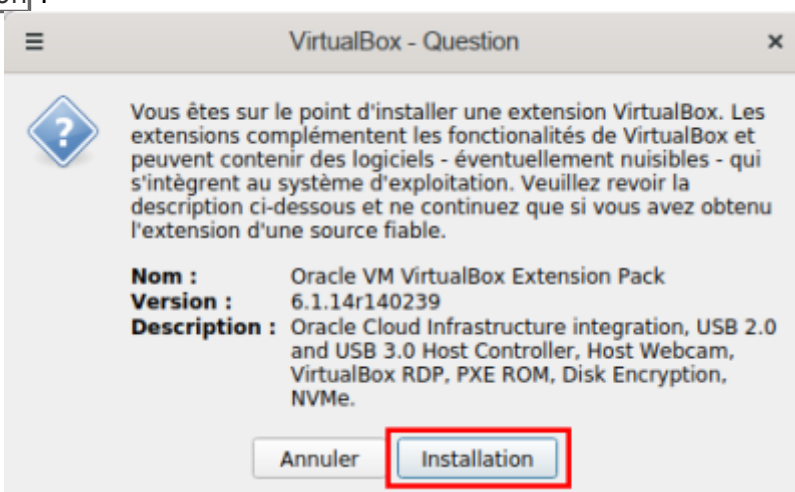 VirtualBox - Question
Vous êtes sur le point d'installer une extension VirtualBox. Les
extensions complémentent les fonctionalités de VirtualBox et
peuvent contenir des logiciels - éventuellement nuisibles - qui
s'intègrent au système d'exploitation. Veuillez revoir la
description ci-dessous et ne continuez que si vous avez obtenu
l'extension d'une source fiable.
Nom : Oracle VM VirtualBox Extension Pack
Version : 6.1.14r140239
Description : Oracle Cloud Infrastructure integration, USB 2.0
and USB 3.0 Host Controller, Host Webcam,
VirtualBox RDP, PXE ROM, Disk Encryption,
NVMe.
Annuler Installation